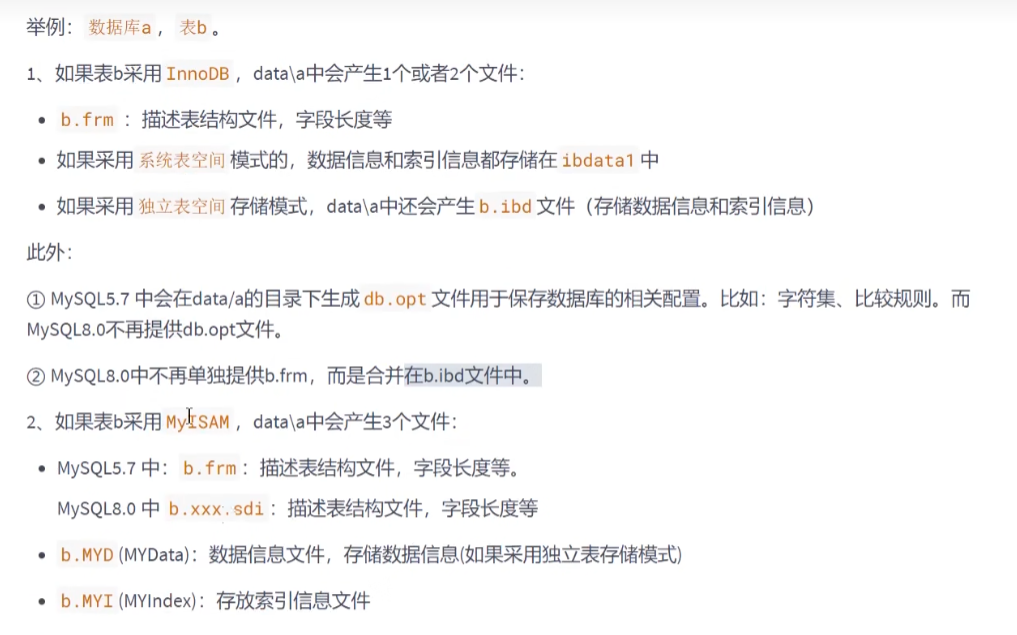 举例： 数据库a ， 表b 。
1、如果表b采用 InnoDB ，data\a中会产生1个或者2个文件：
• b.frm ：描述表结构文件，字段长度等
• 如果采用 系统表空间 模式的，数据信息和索引信息都存储在 ibdata1 中
• 如果采用 独立表空间 存储模式，data\a中还会产生 b.ibd 文件（存储数据信息和索引信息）
此外：
① MySQL5.7 中会在data/a的目录下生成 db.opt 文件用于保存数据库的相关配置。比如：字符集、比较规则。而
MySQL8.0不再提供db.opt文件。
② MySQL8.0中不再单独提供b.frm，而是合并在b.ibd文件中。
2、如果表b采用 MyISAM ，data\a中会产生3个文件：
• MySQL5.7 中： b.frm ：描述表结构文件，字段长度等。
MySQL8.0 中 b.xxx.sdi ：描述表结构文件，字段长度等
• b.MYD (MYData)：数据信息文件，存储数据信息(如果采用独立表存储模式)
• b.MYI (MYIndex)：存放索引信息文件